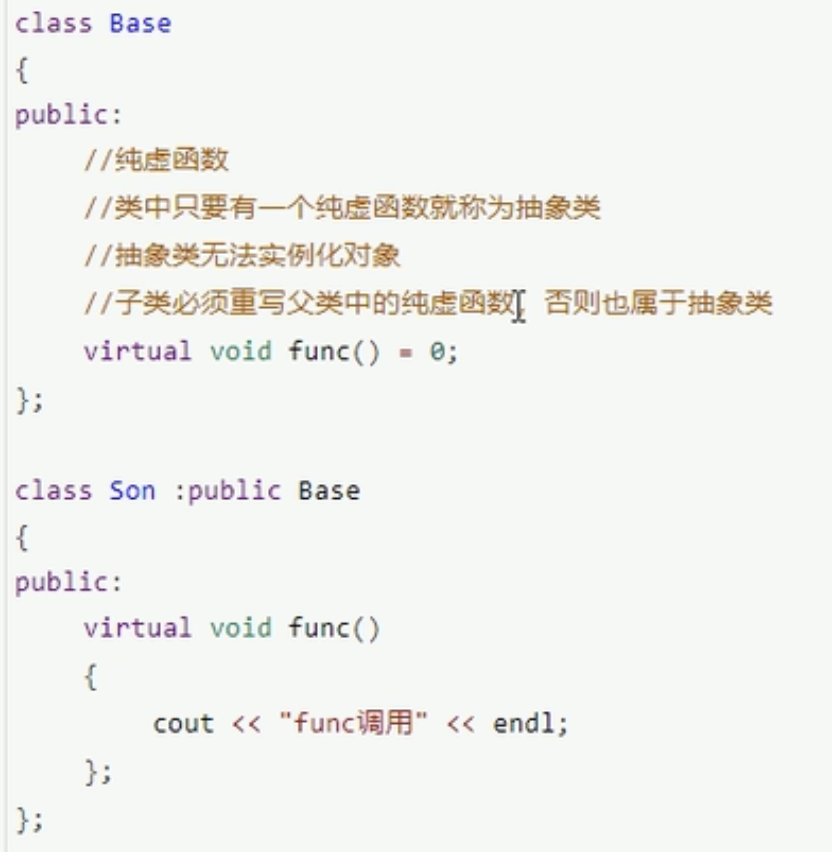 class Base
{
public:
    //纯虚函数
    //类中只要有一个纯虚函数就称为抽象类
    //抽象类无法实例化对象
    //子类必须重写父类中的纯虚函数，否则也属于抽象类
    virtual void func() = 0;
};

class Son :public Base
{
public:
    virtual void func()
    {
        cout << "func调用" << endl;
    };
};